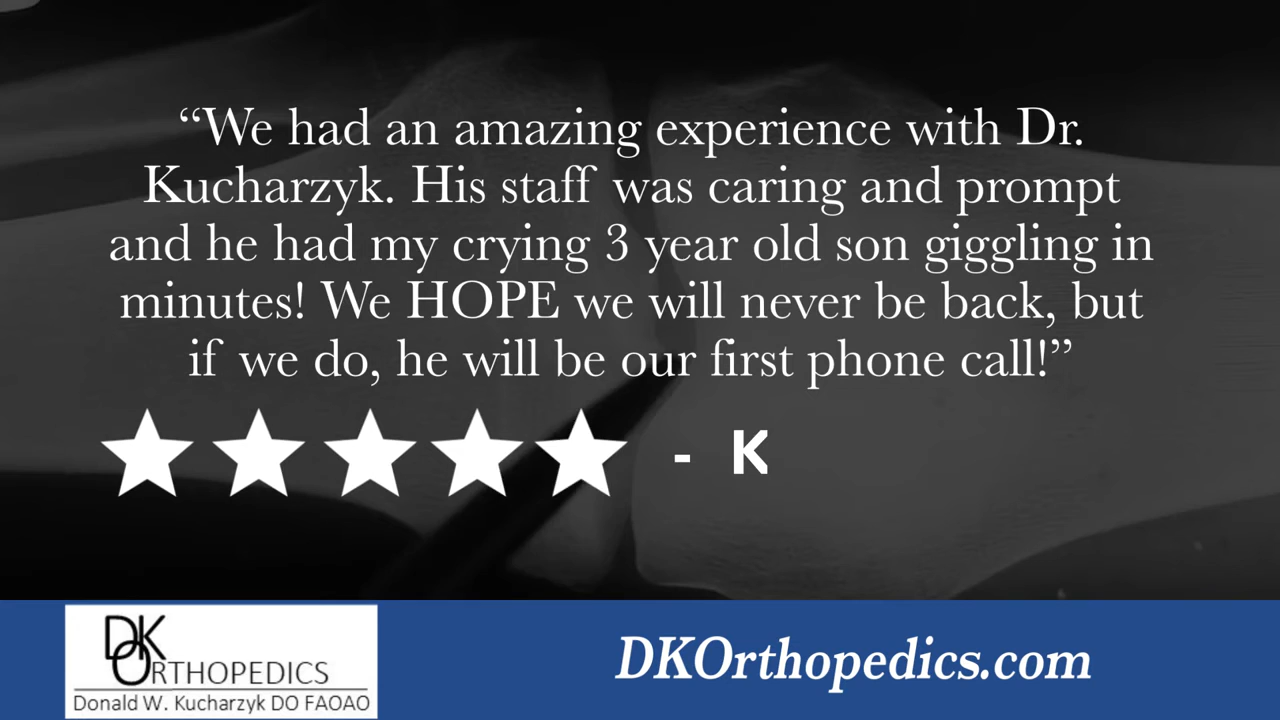 “We had an amazing experience with Dr.
Kucharzyk. His staff was caring and prompt
and he had my crying 3 year old son giggling in
minutes! We HOPE we will never be back, but
if we do, he will be our first phone call!”
- K
DK ORTHOPEDICS
Donald W. Kucharzyk DO FAOAO
DKOrthopedics.com